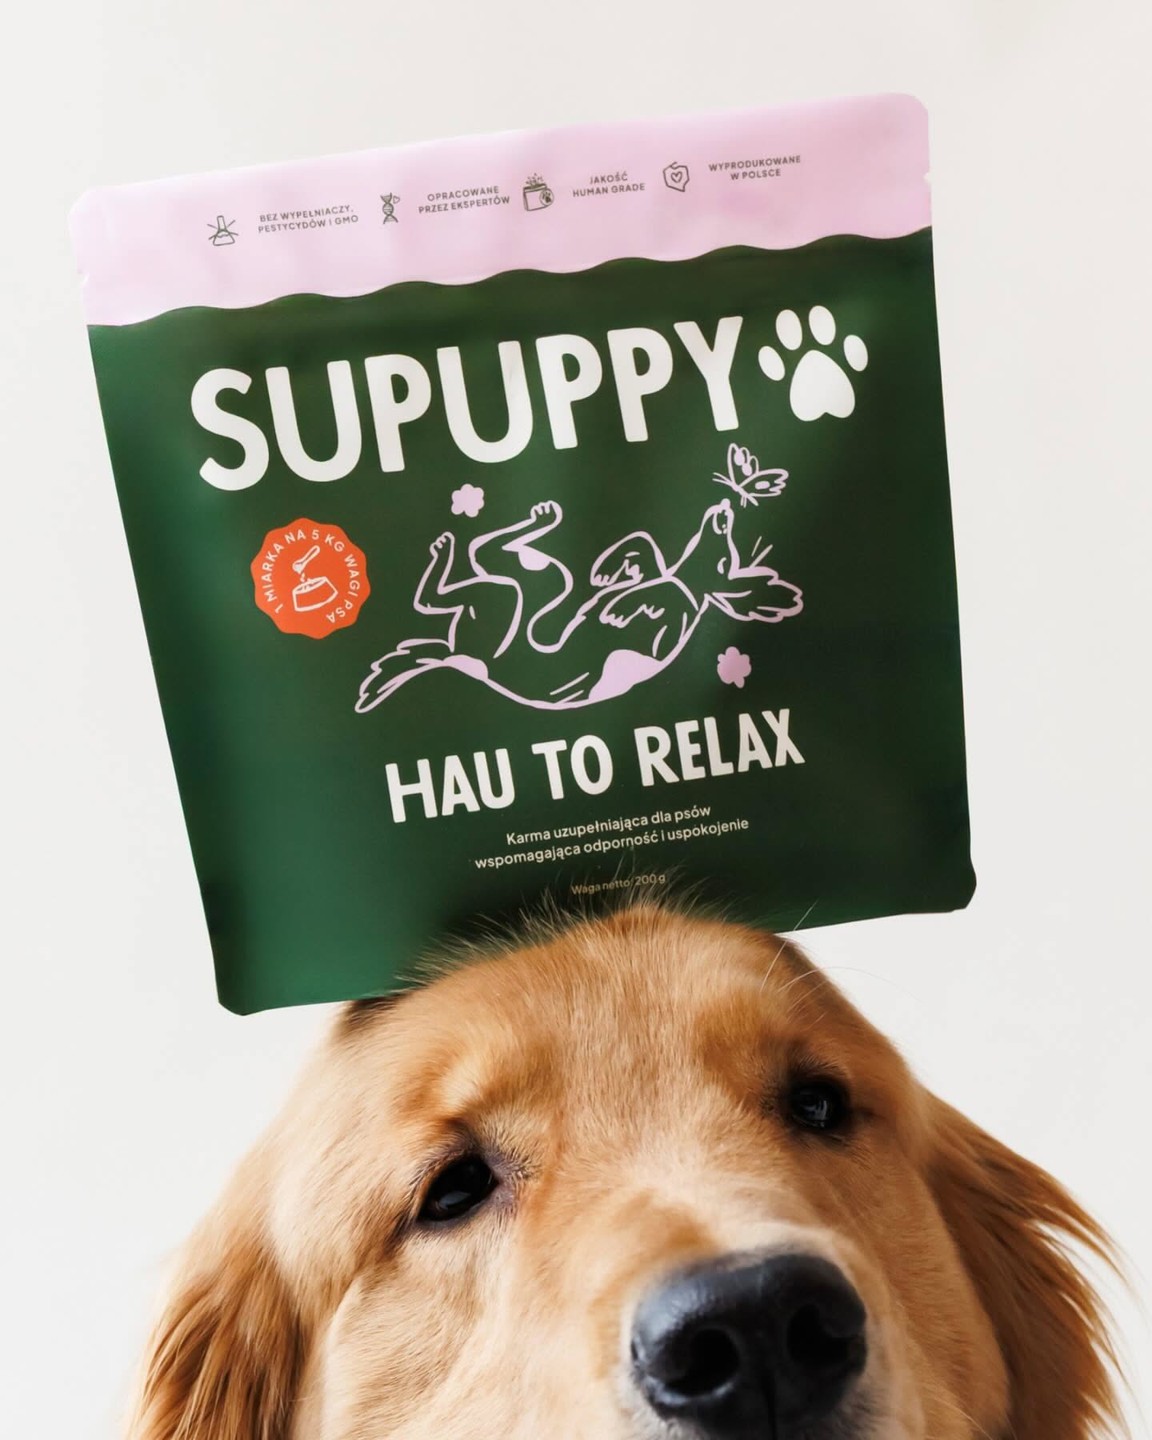 BEZ WYPEŁNIACZY,
PESTYCYDÓW I GMO
OPRACOWANE
PRZEZ EKSPERTÓW
JAKOŚĆ
HUMAN GRADE
WYPRODUKOWANE
W POLSCE
SUPUPPY
1 MIARKA NA 5 KG WAGI PSA
HAU TO RELAX
Karma uzupełniająca dla psów
wspomagająca odporność i uspokojenie
Waga netto: 200 g